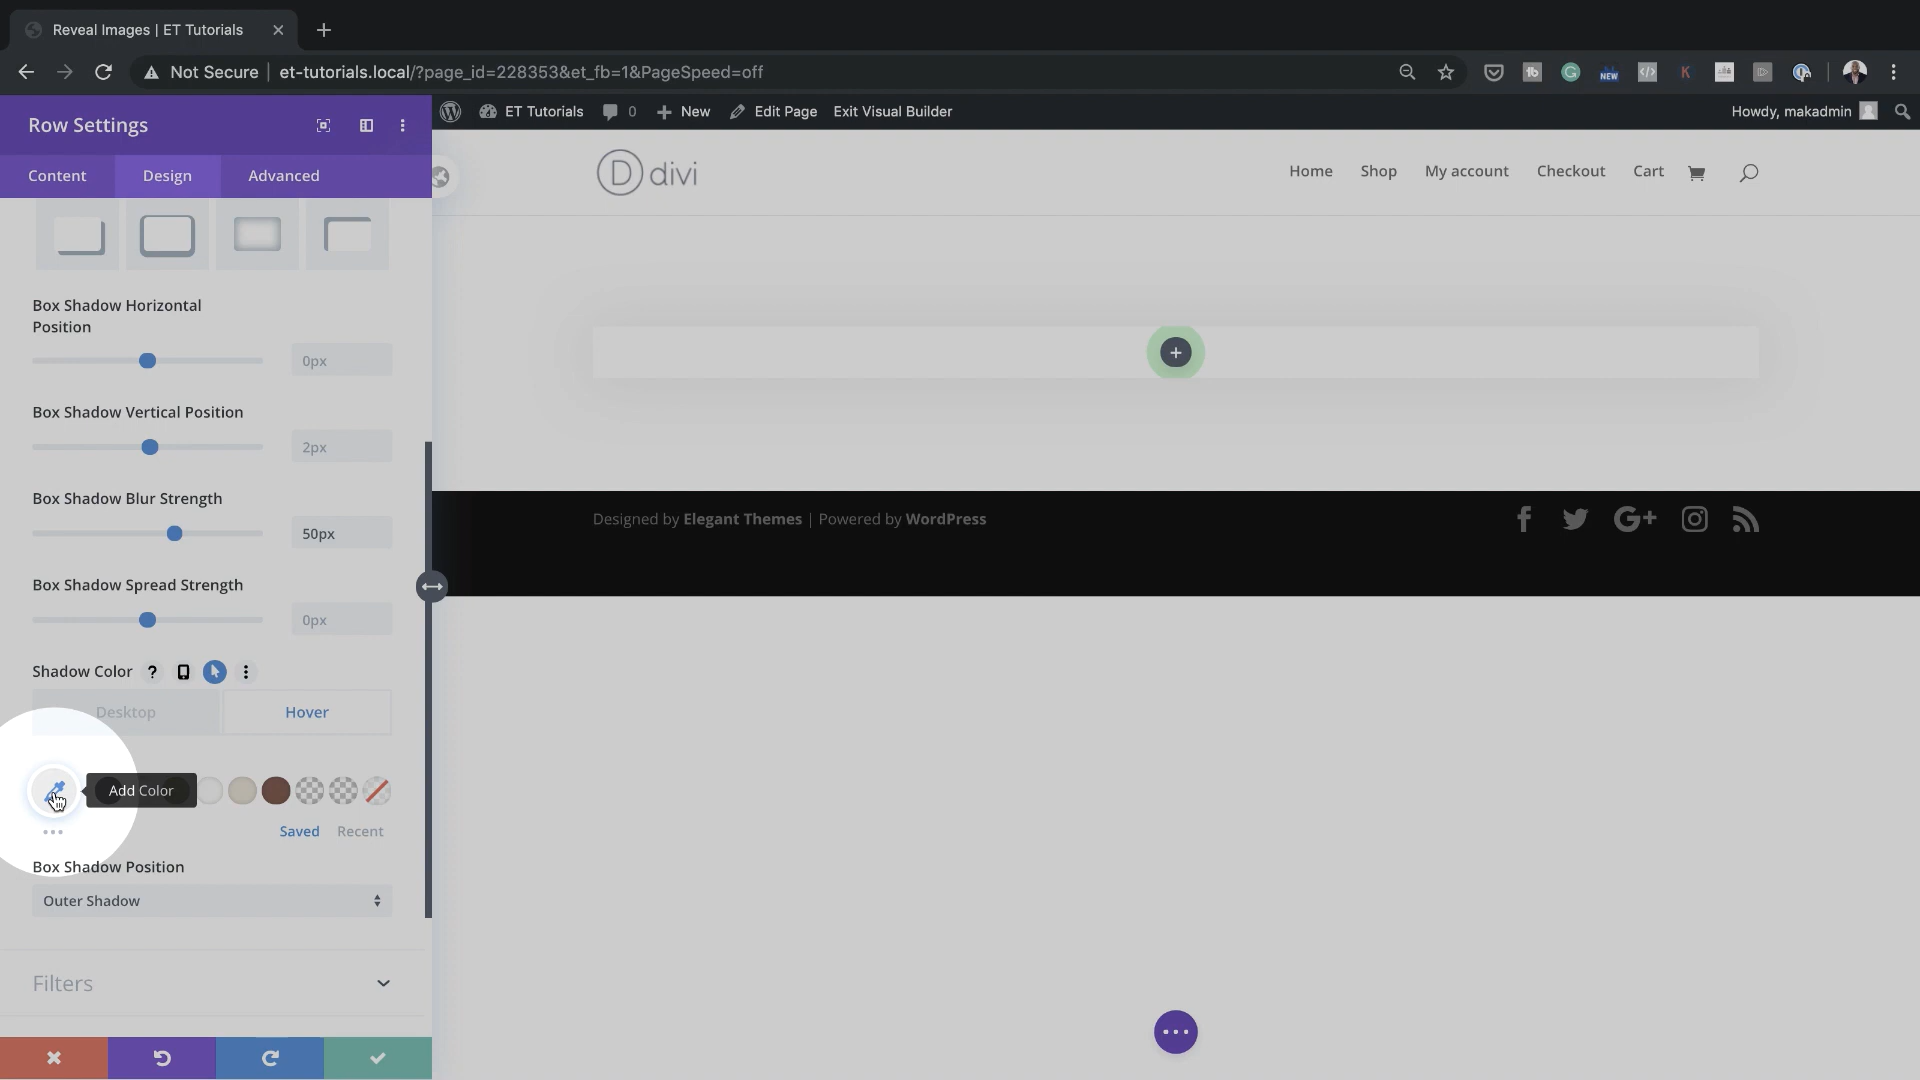 Reveal Images | ET Tutorials
Not Secure
et-tutorials.local/?page_id=228353&et_fb=1&PageSpeed=off
NEW
Row Settings
ET Tutorials
0
New
Edit Page
Exit Visual Builder
Howdy, makadmin
Content
Design
Advanced
D divi
Home
Shop
My account
Checkout
Cart
Box Shadow Horizontal
Position
0px
Box Shadow Vertical Position
2px
Box Shadow Blur Strength
50px
Designed by Elegant Themes | Powered by WordPress
Box Shadow Spread Strength
0px
Shadow Color
Desktop
Hover
Add Color
Saved
Recent
Box Shadow Position
Outer Shadow
Filters